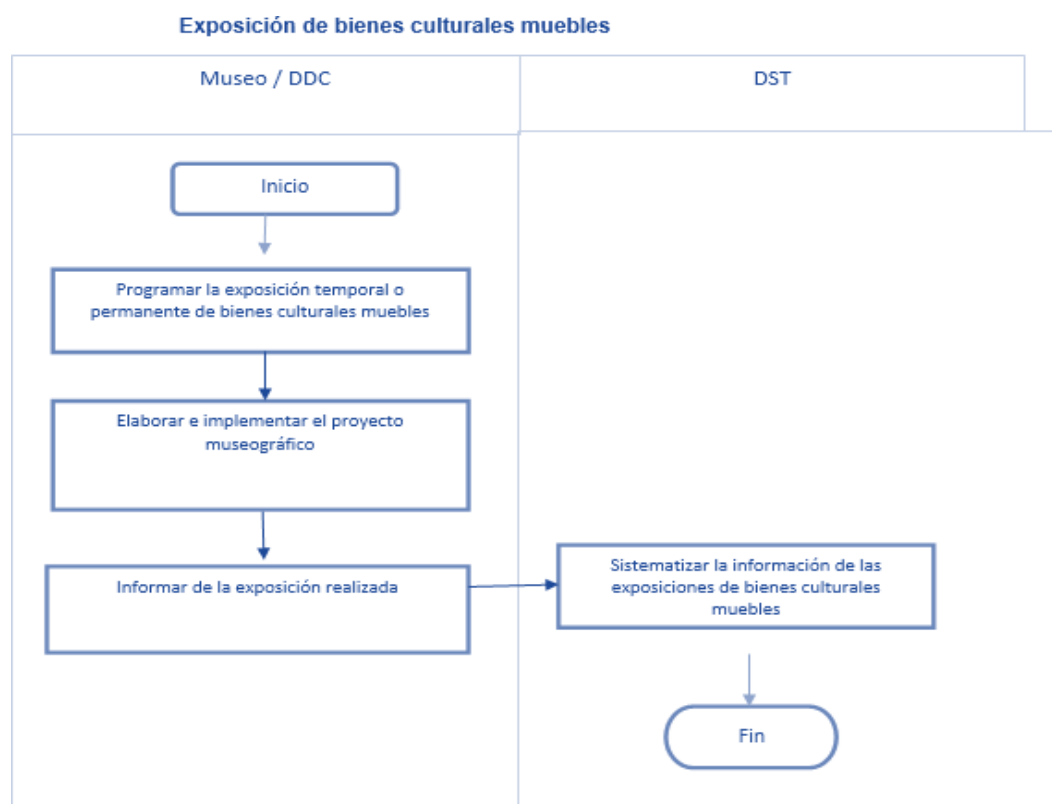 Exposición de bienes culturales muebles
Museo / DDC
DST
Inicio
Programar la exposición temporal o
permanente de bienes culturales muebles
Elaborar e implementar el proyecto
museográfico
Informar de la exposición realizada
Sistematizar la información de las
exposiciones de bienes culturales
muebles
Fin